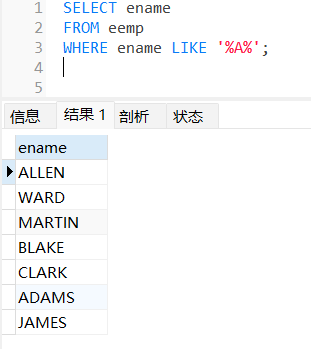 1 SELECT ename
2 FROM eemp
3 WHERE ename LIKE '%A%';
4
5
信息 结果 1 剖析 状态
ename
ALLEN
WARD
MARTIN
BLAKE
CLARK
ADAMS
JAMES